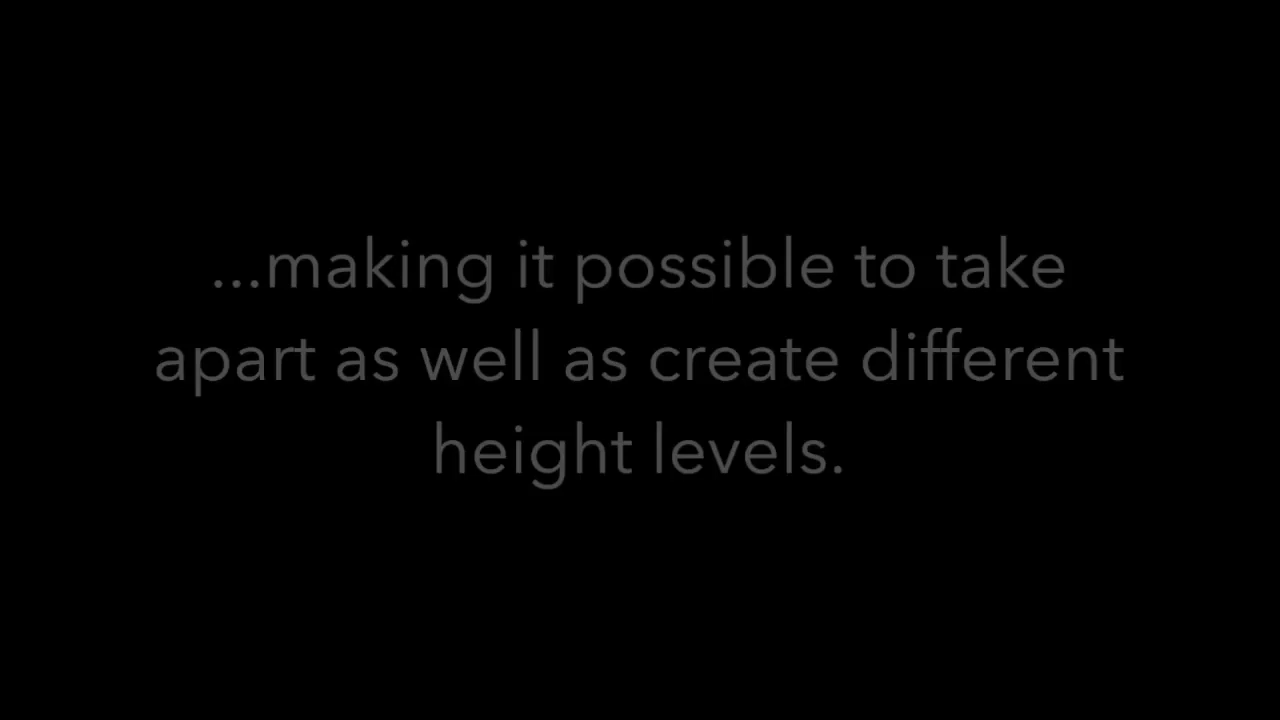 ...making it possible to take
apart as well as create different
height levels.